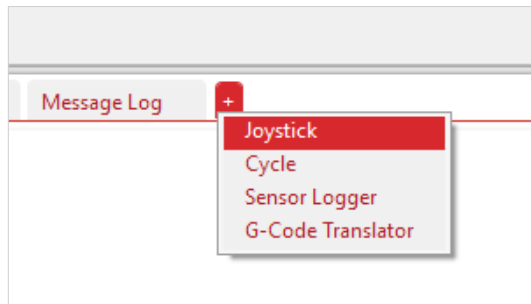 Message Log
+
Joystick
Cycle
Sensor Logger
G-Code Translator